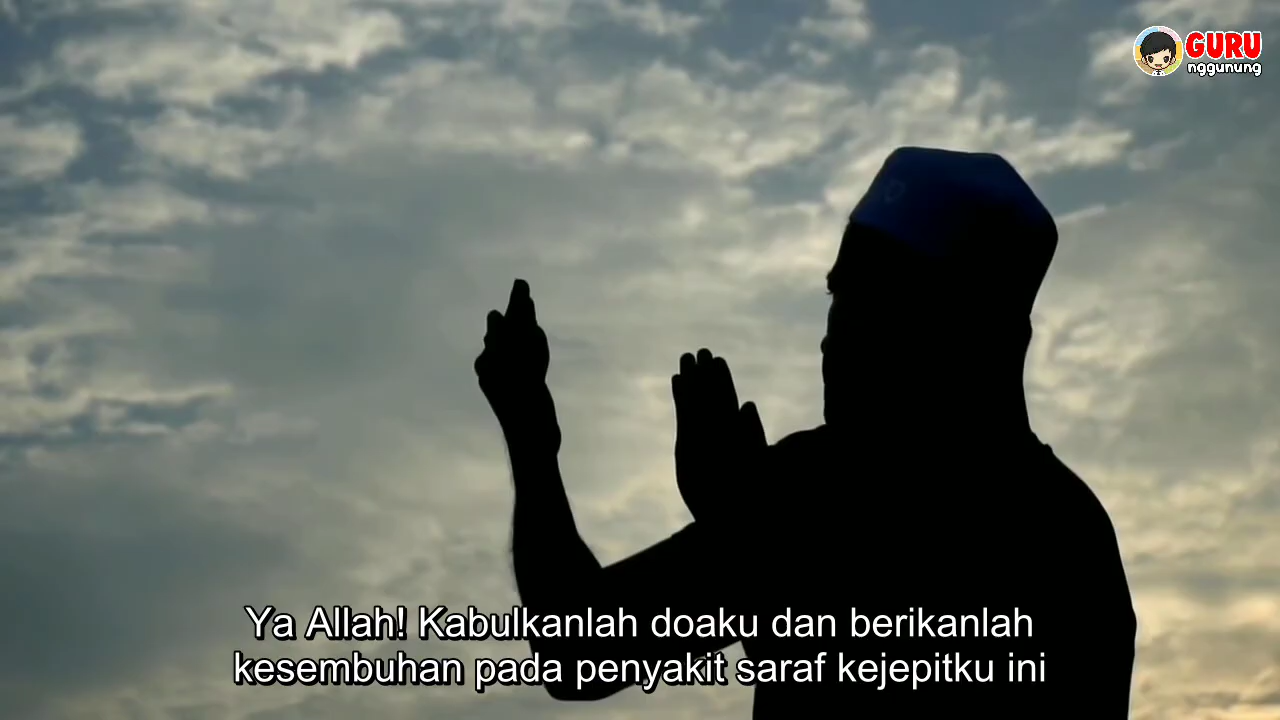 GURU
nggunung
Ya Allah! Kabulkanlah doaku dan berikanlah
kesembuhan pada penyakit saraf kejepitku ini